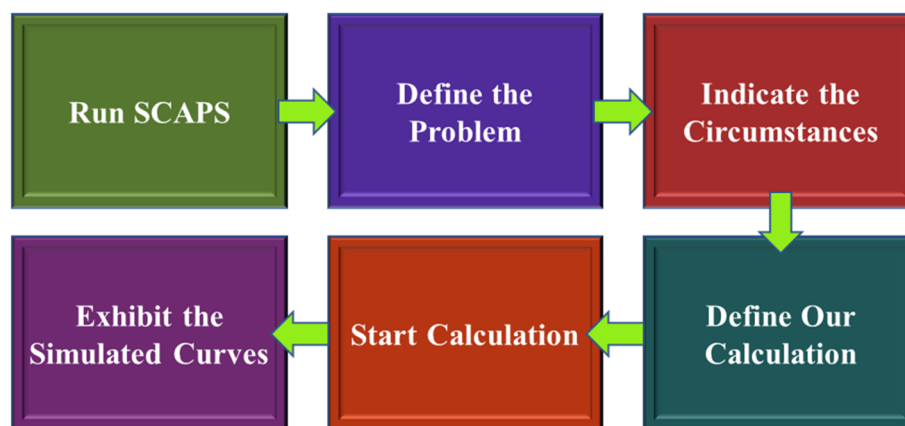 Run SCAPS
Define the
Problem
Indicate the
Circumstances
Define Our
Calculation
Start Calculation
Exhibit the
Simulated Curves